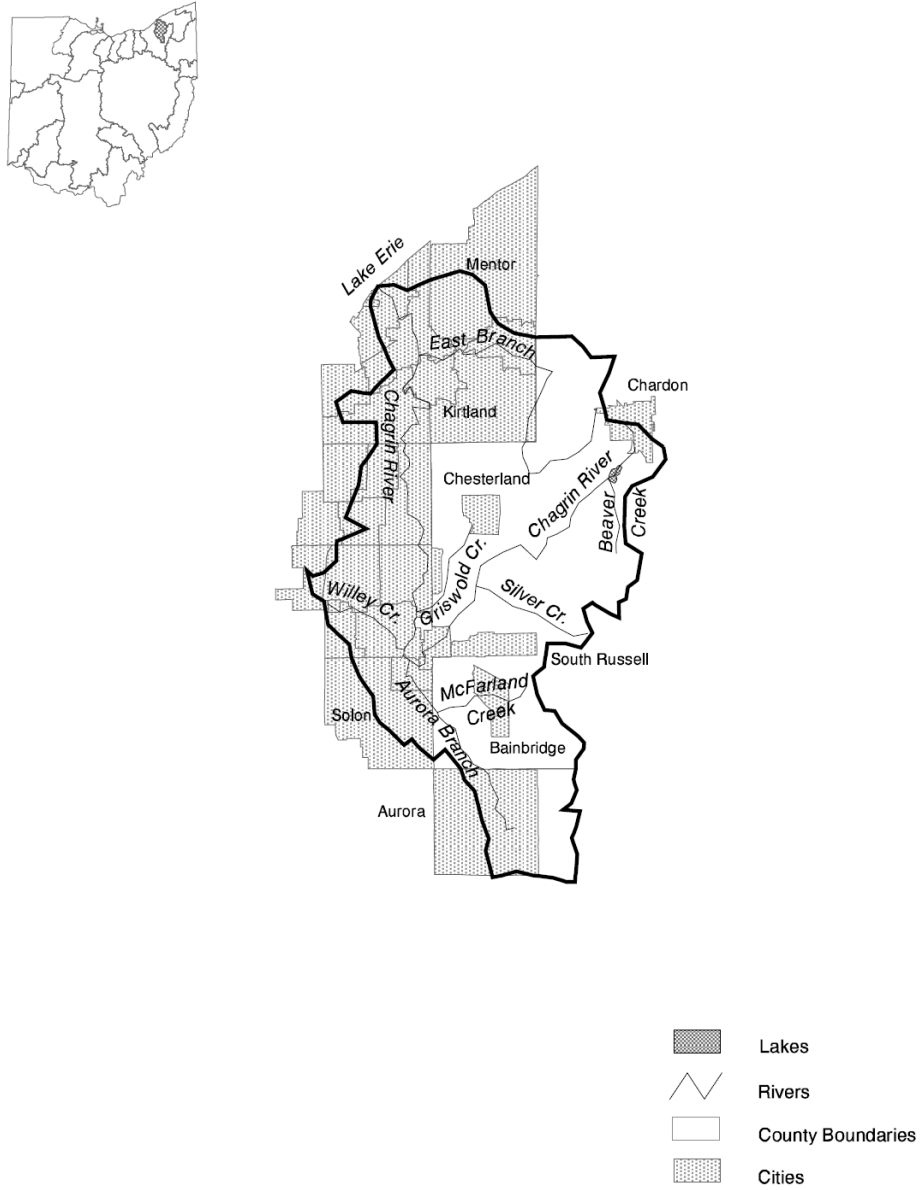 Lake Erie
Mentor
East Branch
Chardon
Chagrin River
Kirtland
Chesterland
Chagrin River
Beaver
Creek
Griswold Cr.
Willey Cr.
Silver Cr.
South Russell
McFarland
Creek
Aurora Branch
Solon
Bainbridge
Aurora
Lakes
Rivers
County Boundaries
Cities